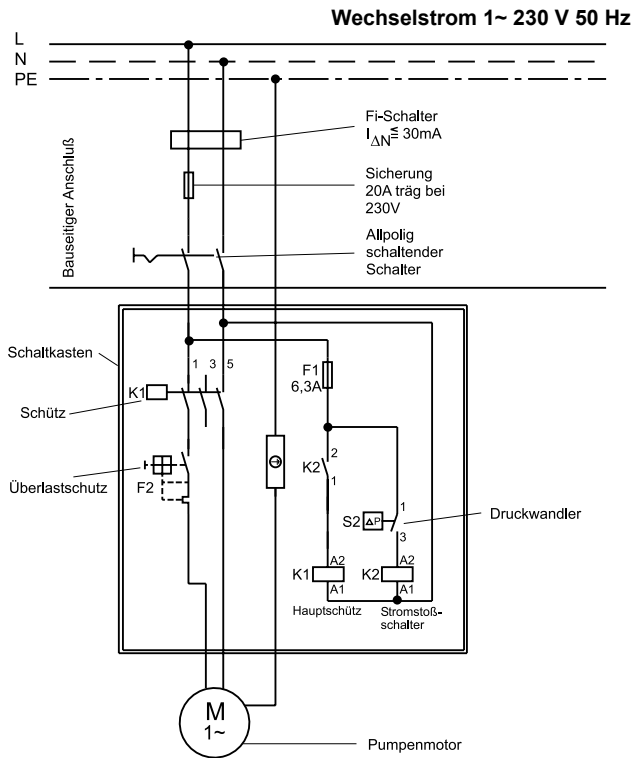 Wechselstrom 1~ 230 V 50 Hz
L
N
PE
Bauseitiger Anschluß
Fi-Schalter
I ΔN ≦ 30mA
Sicherung
20A träg bei
230V
Allpolig
schaltender
Schalter
Schaltkasten
1 3 5
F1
6,3A
K1
Schütz
2
K2
1
Überlastschutz
F2
1
S2 ΔP
3
Druckwandler
A2
K1
A1
A2
K2
A1
Hauptschütz
Stromstoß-
schalter
M
1~
Pumpenmotor